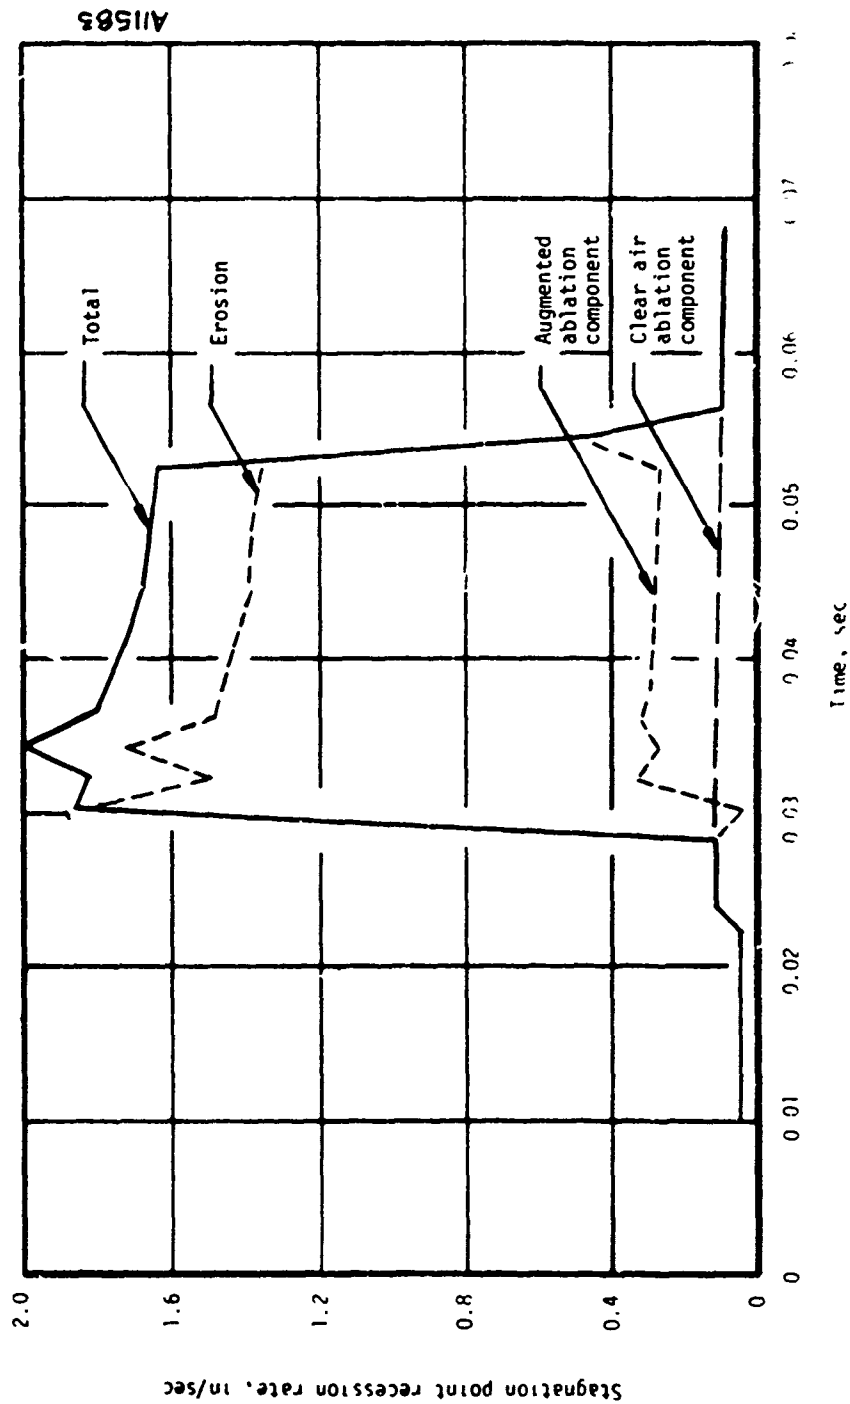 A11583
Total
Erosion
Augmented
ablation
component
Clear air
ablation
component
2.0
1.6
1.2
0.8
0.4
0
Stagnation point recession rate, in/sec
0
0.01
0.02
0.03
0.04
0.05
0.06
Time, sec